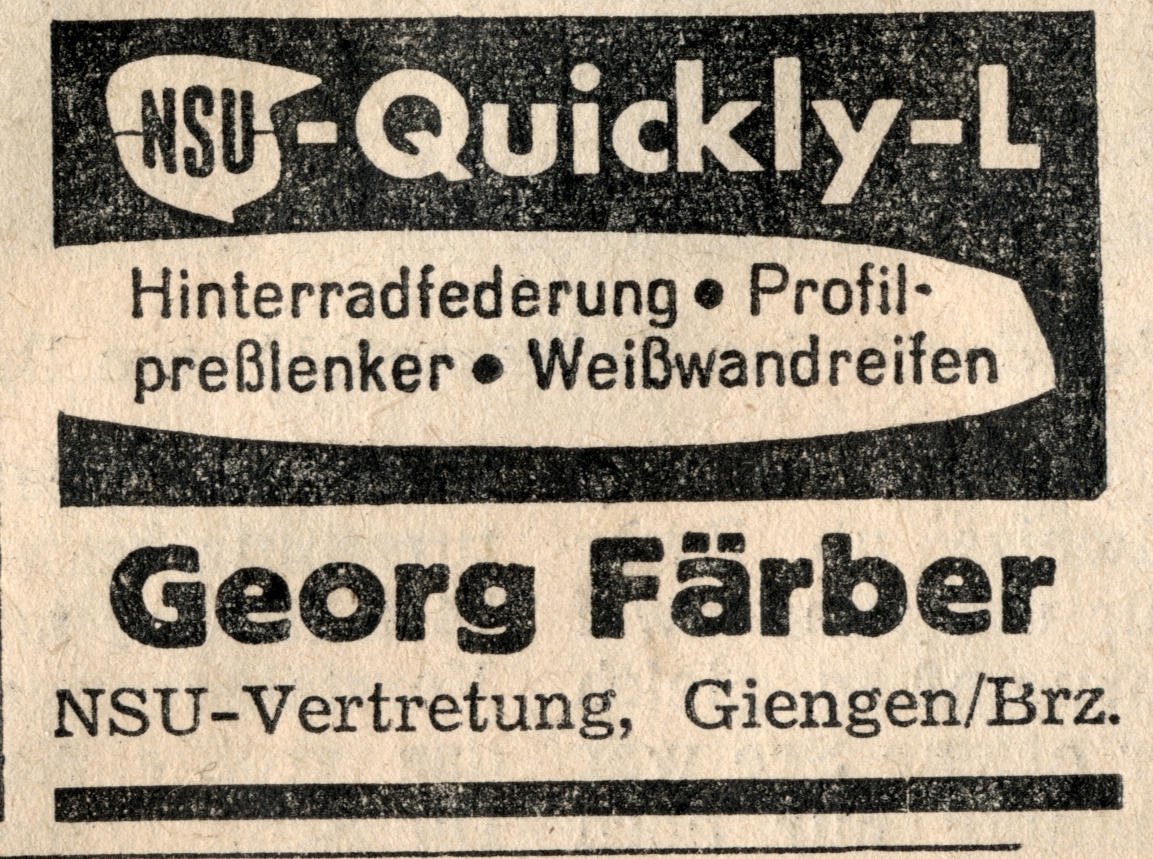 NSU-Quickly-L
Hinterradfederung • Profil-
preßlenker • Weißwandreifen
Georg Färber
NSU-Vertretung, Giengen/Brz.